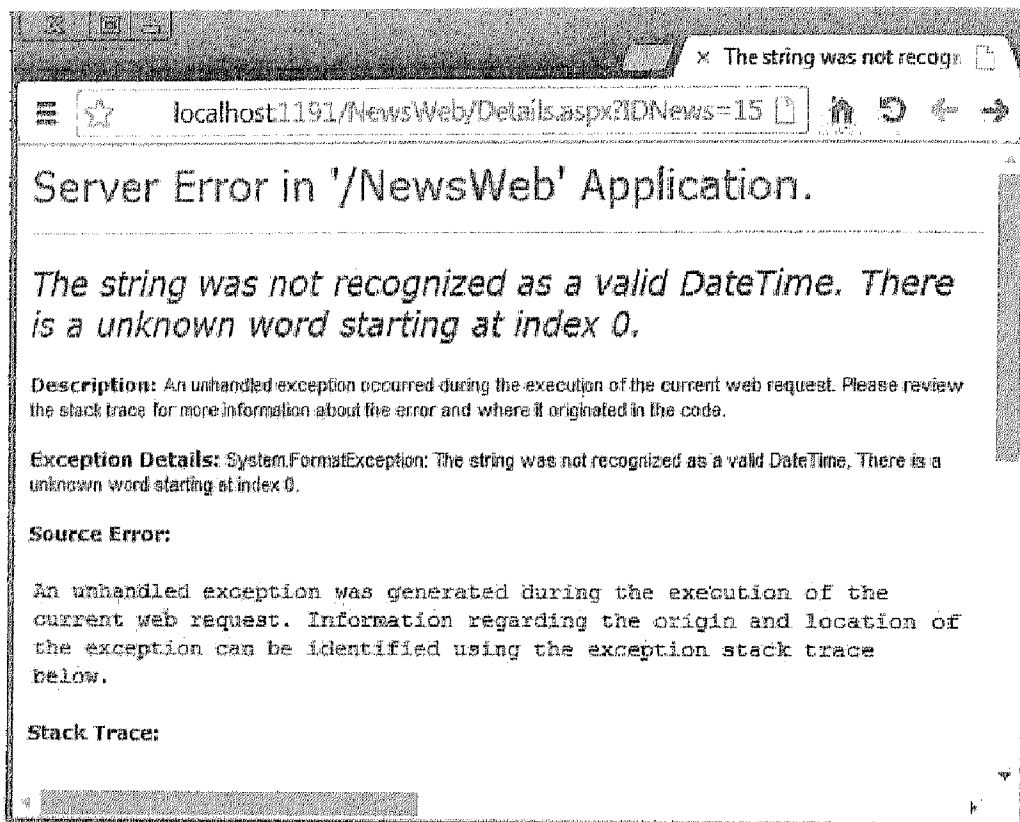 × The string was not recogn
localhost:1191/NewsWeb/Details.aspx?IDNews=15
Server Error in '/NewsWeb' Application.
The string was not recognized as a valid DateTime. There
is a unknown word starting at index 0.
Description: An unhandled exception occurred during the execution of the current web request. Please review
the stack trace for more information about the error and where it originated in the code.
Exception Details: System.FormatException: The string was not recognized as a valid DateTime, There is a
unknown word starting at index 0.
Source Error:
An unhandled exception was generated during the execution of the
current web request. Information regarding the origin and location of
the exception can be identified using the exception stack trace
below.
Stack Trace: